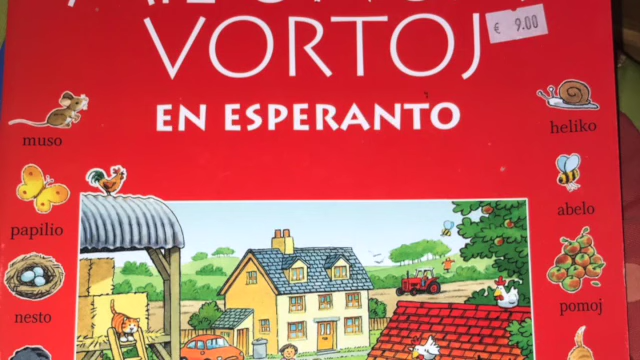 VORTOJ
€ 9.00
EN ESPERANTO
muso
heliko
papilio
abelo
nesto
pomoj